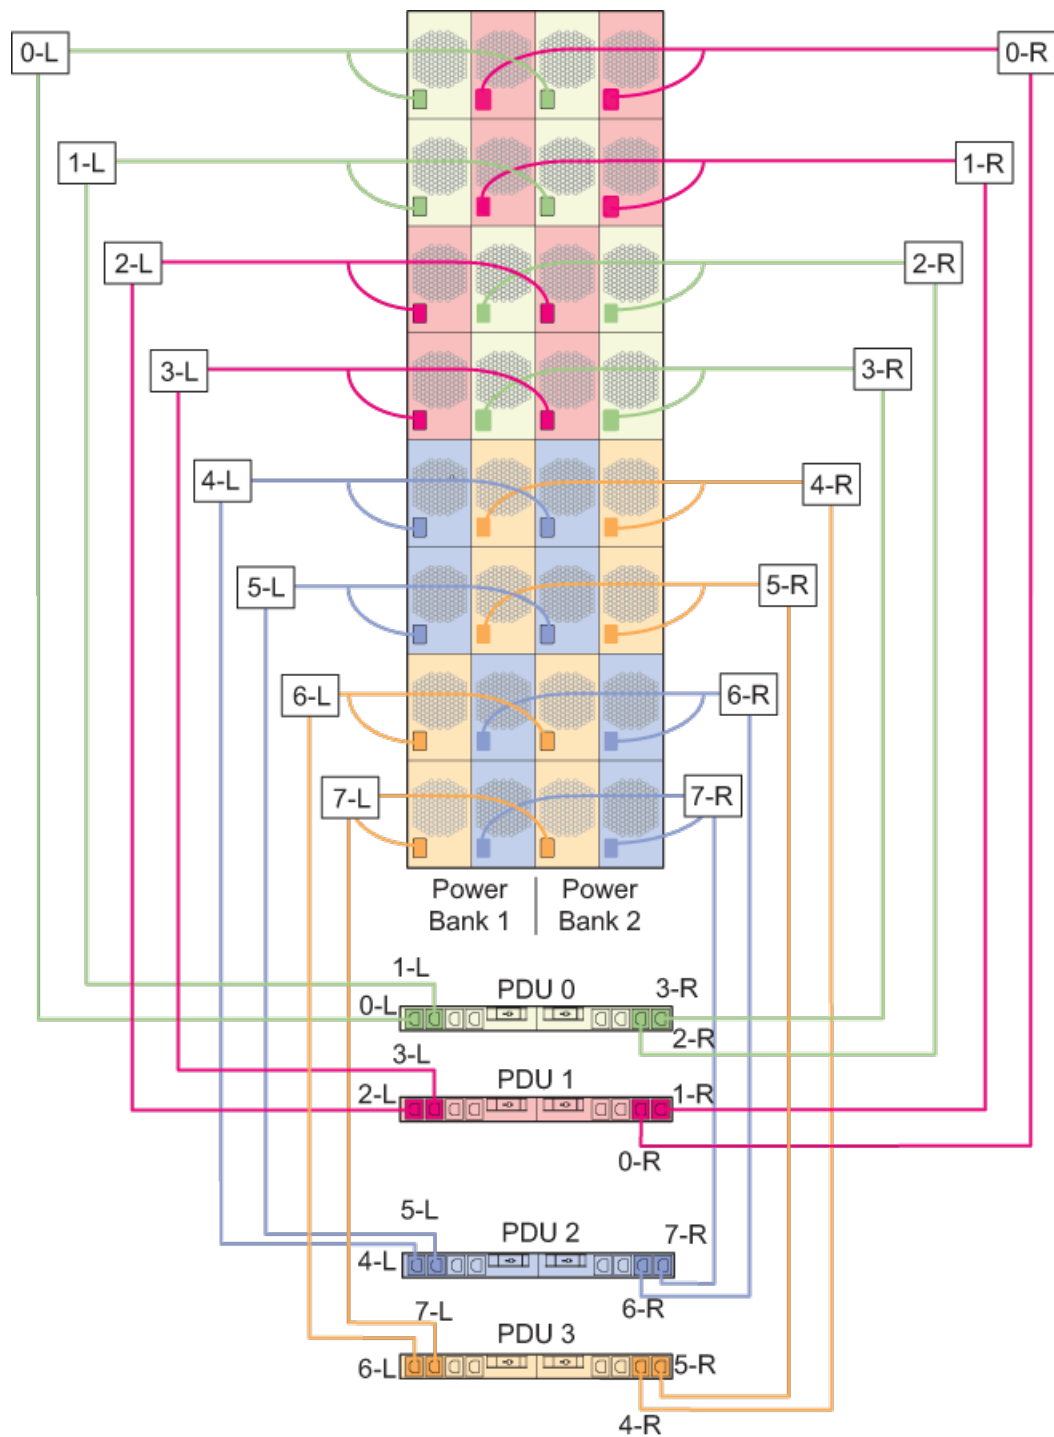 0-L
0-R
1-L
1-R
2-L
2-R
3-L
3-R
4-L
4-R
5-L
5-R
6-L
6-R
7-L
7-R
Power
Bank 1
Power
Bank 2
1-L
PDU 0
3-R
0-L
2-R
3-L
PDU 1
2-L
1-R
0-R
5-L
PDU 2
7-R
4-L
6-R
7-L
PDU 3
6-L
5-R
4-R